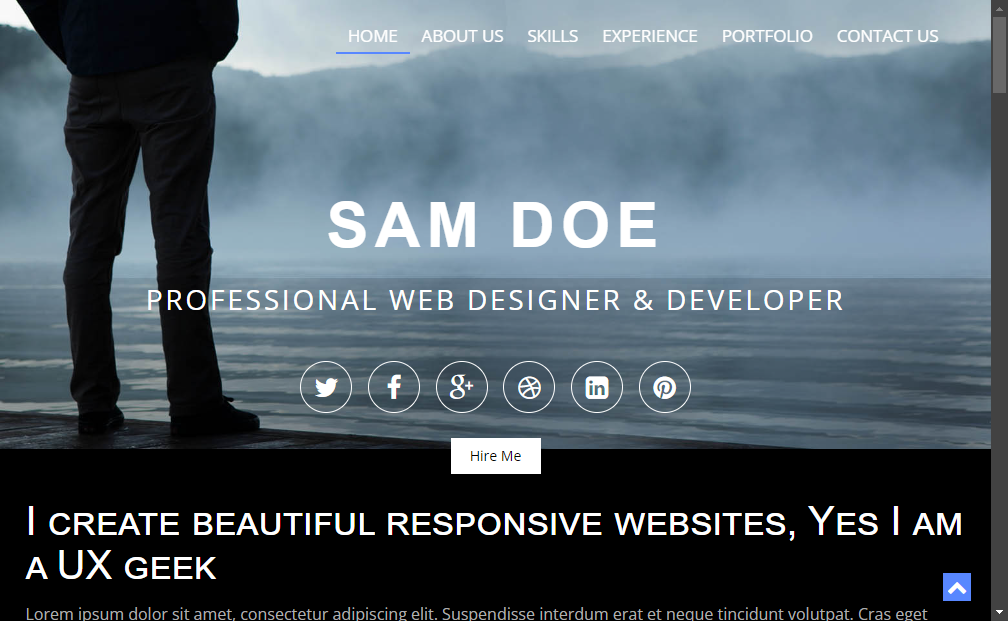 HOME ABOUT US SKILLS EXPERIENCE PORTFOLIO CONTACT US
SAM DOE
PROFESSIONAL WEB DESIGNER & DEVELOPER
Hire Me
I create beautiful responsive websites, Yes I am
a UX geek
Lorem ipsum dolor sit amet, consectetur adipiscing elit. Suspendisse interdum erat et neque tincidunt volutpat. Cras eget